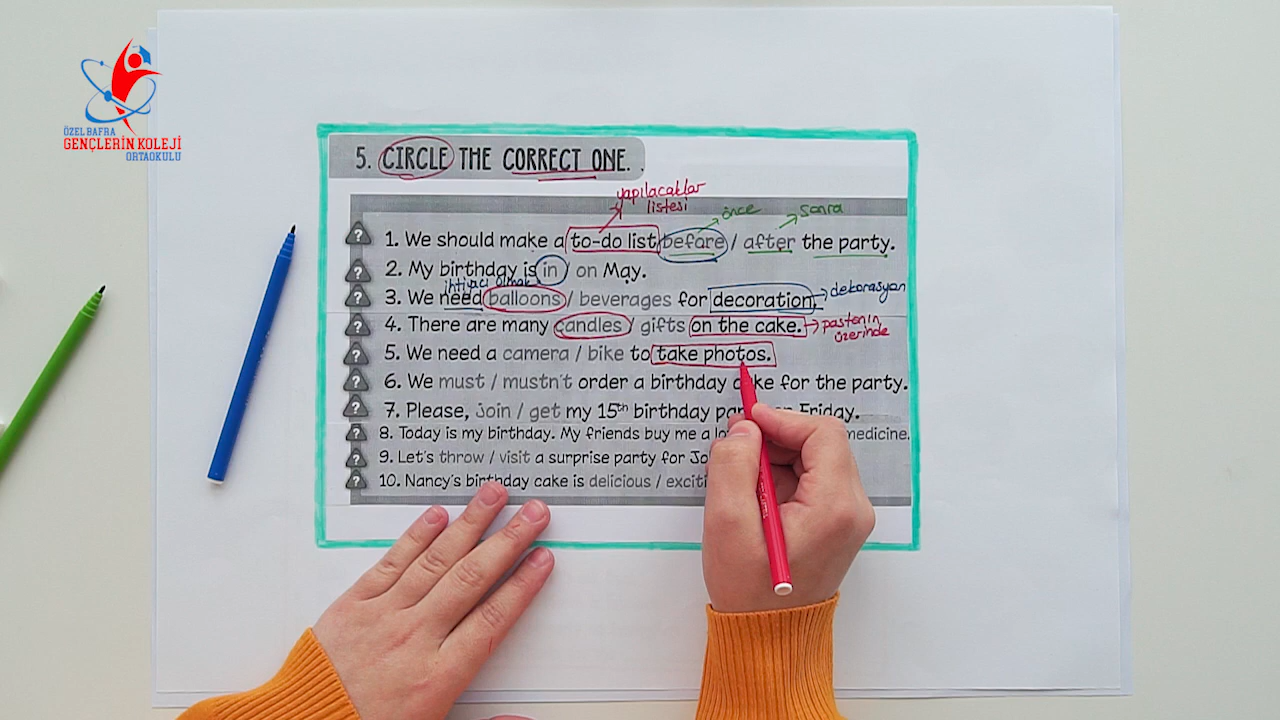 ÖZEL BAFRA
GENÇLERİN KOLEJİ
ORTAOKULU
5. CIRCLE THE CORRECT ONE.
yapılacaklar
listesi
önce
sonra
1. We should make a to-do list before / after the party.
2. My birthday is in / on May.
ihtiyacı olmak
3. We need balloons / beverages for decoration.
dekorasyon
4. There are many candles / gifts on the cake.
pastanın
üzerinde
5. We need a camera / bike to take photos.
6. We must / mustn't order a birthday cake for the party.
7. Please, join / get my 15th birthday Friday.
8. Today is my birthday. My friends buy me a medicine.
9. Let's throw / visit a surprise party for
10. Nancy's birthday cake is delicious /